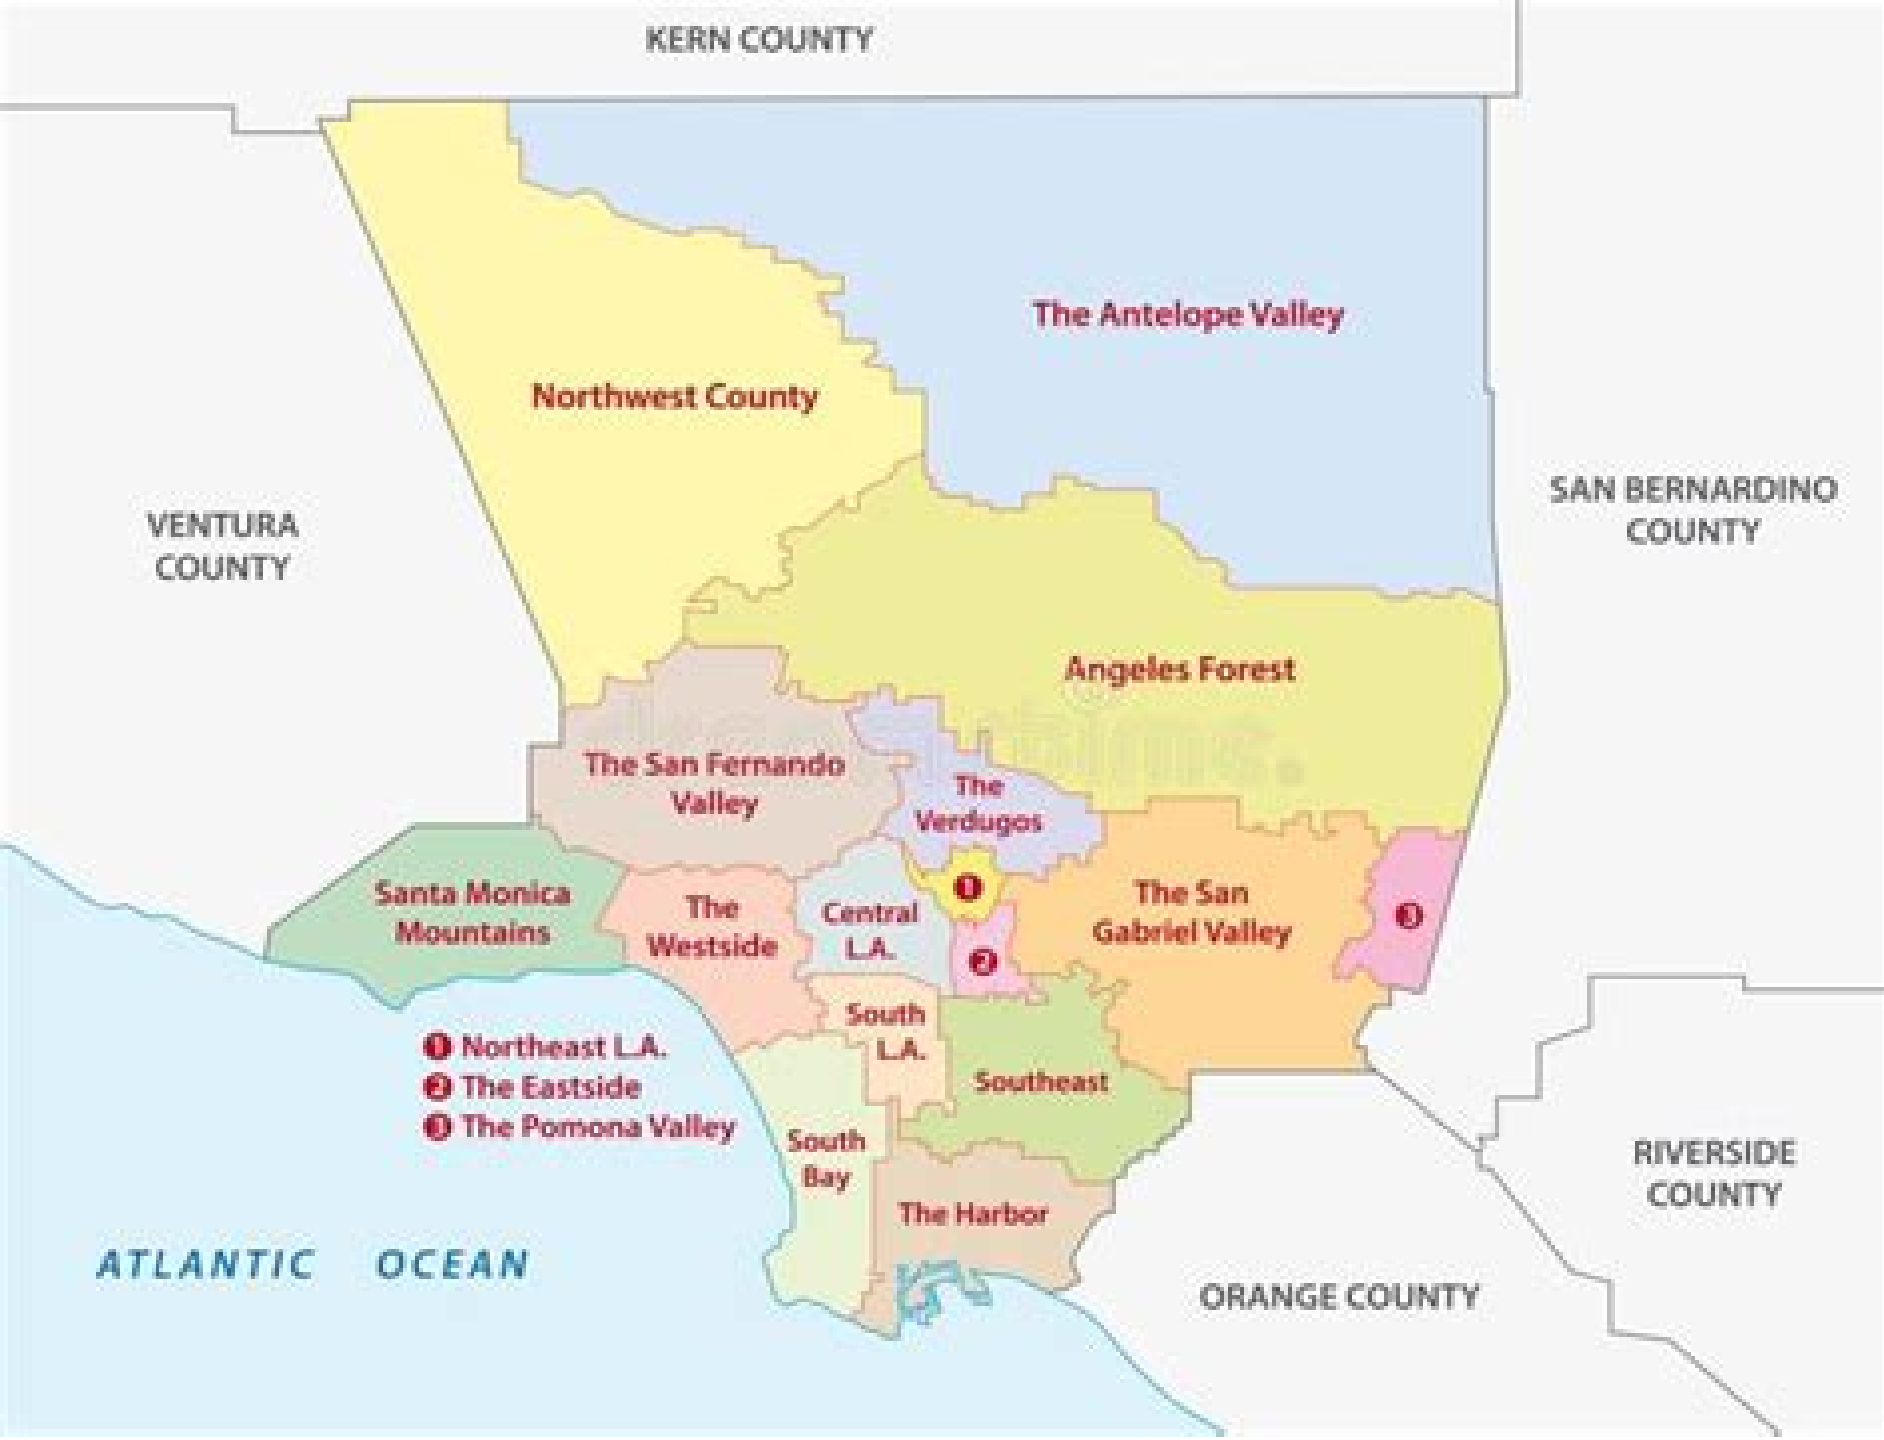 KERN COUNTY
The Antelope Valley
Northwest County
SAN BERNARDINO
COUNTY
VENTURA
COUNTY
Angeles Forest
The San Fernando
Valley
The
Verdugos
Santa Monica
Mountains
The
Westside
Central
L.A.
1
2
The San
Gabriel Valley
3
South
L.A.
1 Northeast L.A.
2 The Eastside
3 The Pomona Valley
Southeast
South
Bay
The Harbor
RIVERSIDE
COUNTY
ATLANTIC OCEAN
ORANGE COUNTY